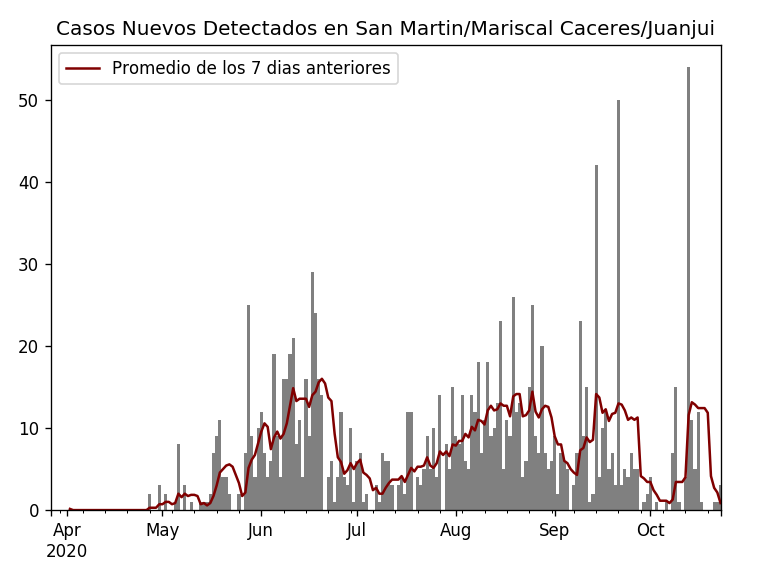 Casos Nuevos Detectados en San Martin/Mariscal Caceres/Juanjui
Promedio de los 7 dias anteriores
50
40
30
20
10
0
Apr May Jun Jul Aug Sep Oct
2020